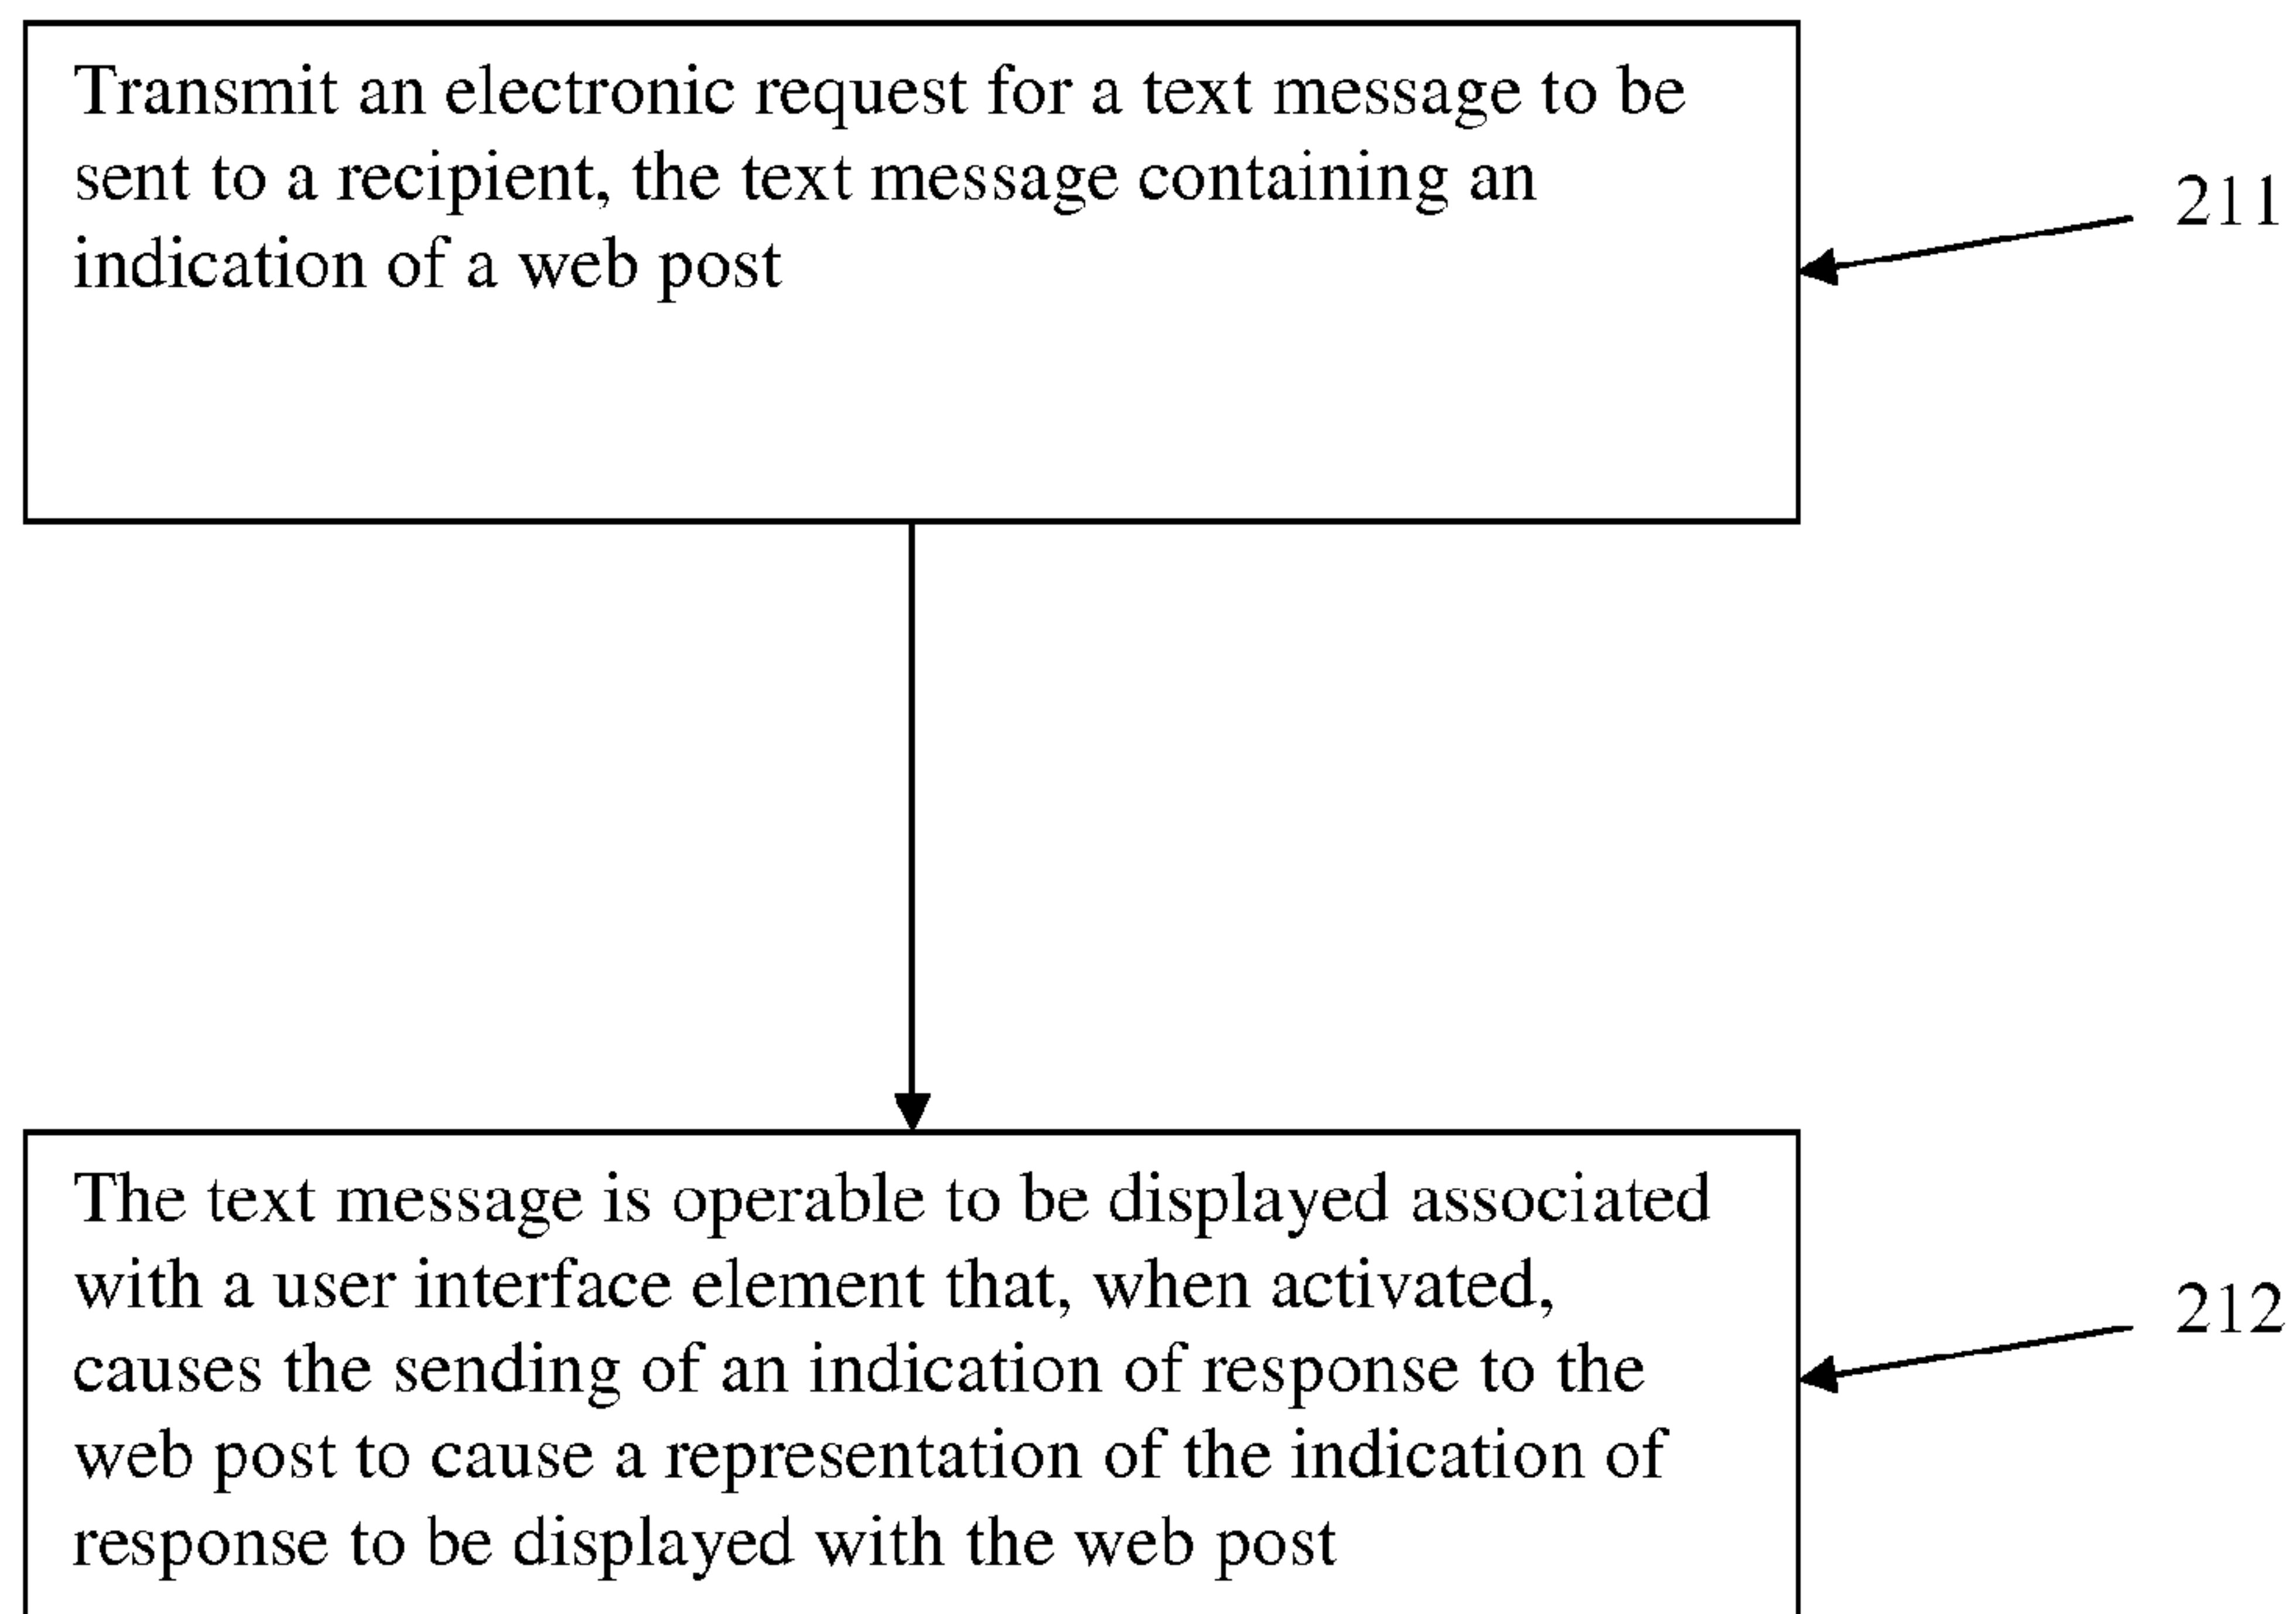 Transmit an electronic request for a text message to be
sent to a recipient, the text message containing an
indication of a web post
211
The text message is operable to be displayed associated
with a user interface element that, when activated,
causes the sending of an indication of response to the
web post to cause a representation of the indication of
response to be displayed with the web post
212